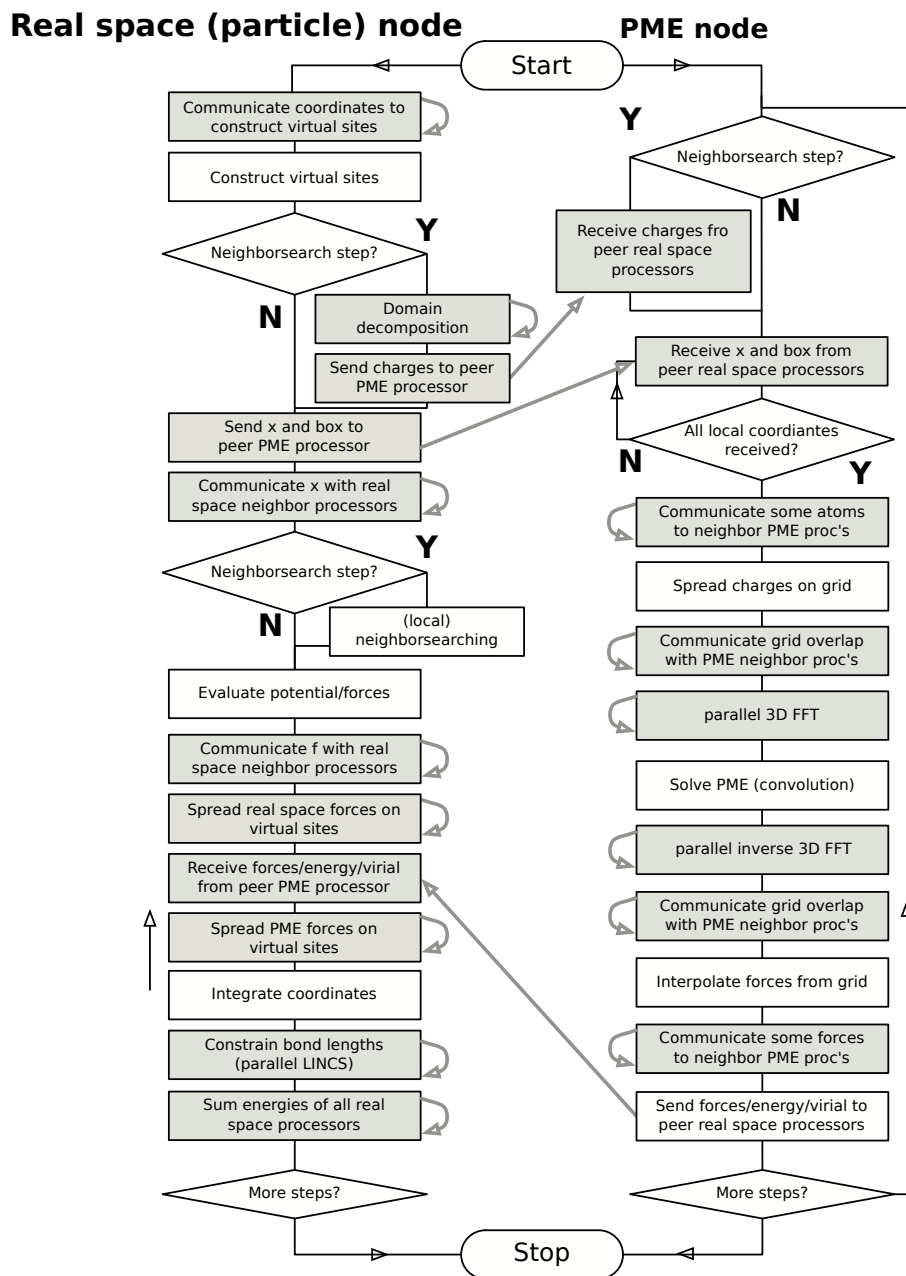 Real space (particle) node
PME node
Start
Communicate coordinates to
construct virtual sites
Construct virtual sites
Neighborsearch step?
Y
N
Domain
decomposition
Send charges to peer
PME processor
Send x and box to
peer PME processor
Communicate x with real
space neighbor processors
Neighborsearch step?
Y
N
(local)
neighborsearching
Evaluate potential/forces
Communicate f with real
space neighbor processors
Spread real space forces on
virtual sites
Receive forces/energy/virial
from peer PME processor
Spread PME forces on
virtual sites
Integrate coordinates
Constrain bond lengths
(parallel LINCS)
Sum energies of all real
space processors
More steps?
Y
Neighborsearch step?
N
Receive charges fro
peer real space
processors
Receive x and box from
peer real space processors
All local coordiantes
received?
N
Y
Communicate some atoms
to neighbor PME proc's
Spread charges on grid
Communicate grid overlap
with PME neighbor proc's
parallel 3D FFT
Solve PME (convolution)
parallel inverse 3D FFT
Communicate grid overlap
with PME neighbor proc's
Interpolate forces from grid
Communicate some forces
to neighbor PME proc's
Send forces/energy/virial to
peer real space processors
More steps?
Stop